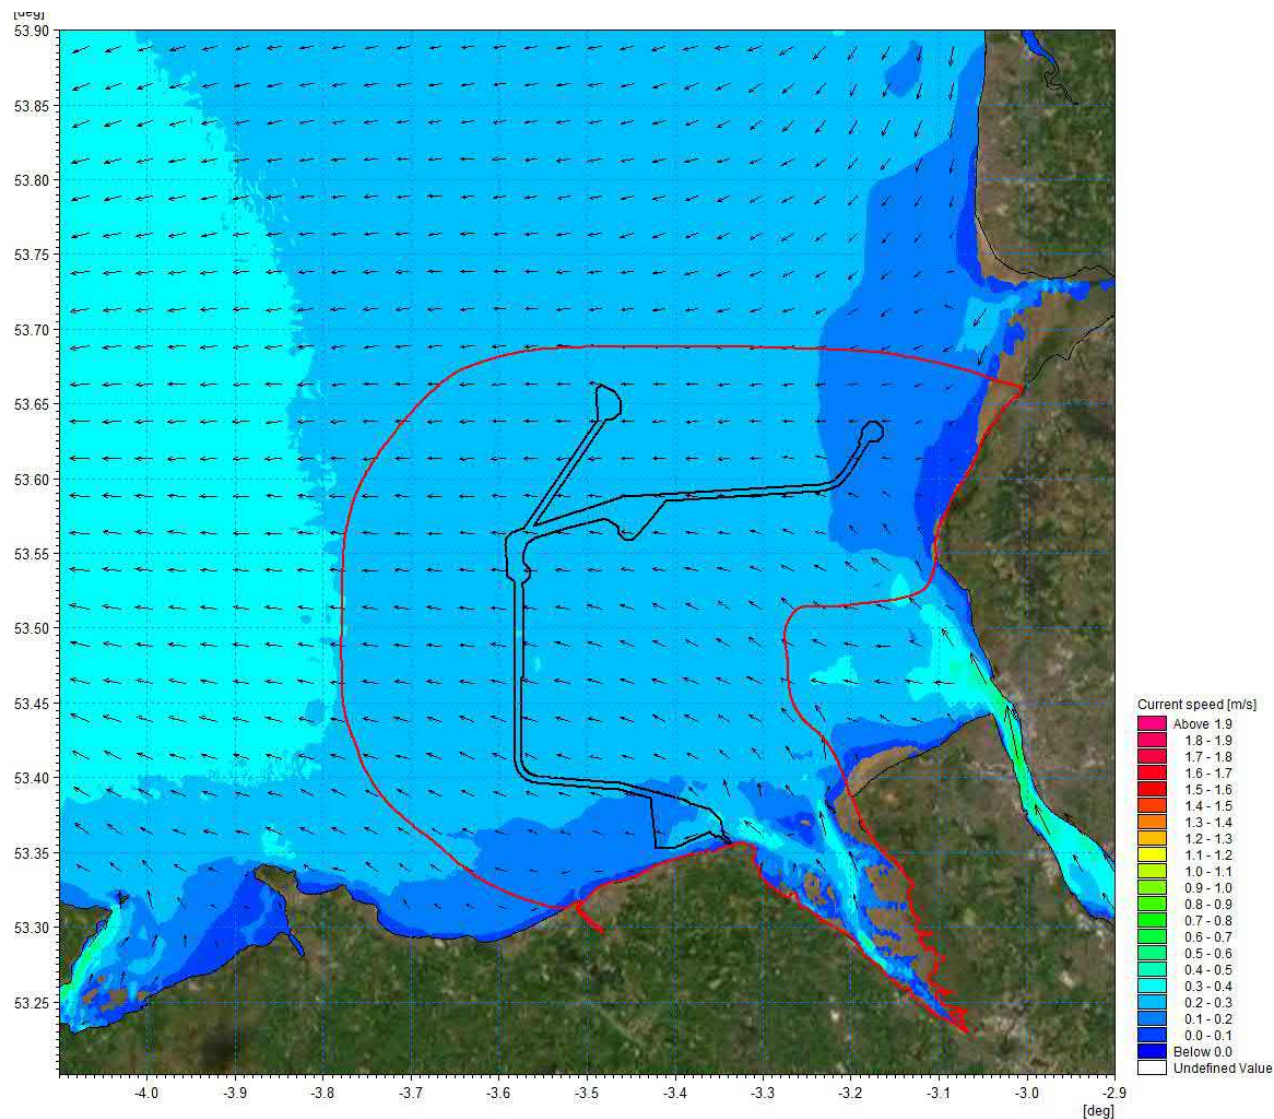 [deg]
53.90
53.85
53.80
53.75
53.70
53.65
53.60
53.55
53.50
53.45
53.40
53.35
53.30
53.25
-4.0
-3.9
-3.8
-3.7
-3.6
-3.5
-3.4
-3.3
-3.2
-3.1
-3.0
-2.9
[deg]
Current speed [m/s]
Above 1.9
1.8 - 1.9
1.7 - 1.8
1.6 - 1.7
1.5 - 1.6
1.4 - 1.5
1.3 - 1.4
1.2 - 1.3
1.1 - 1.2
1.0 - 1.1
0.9 - 1.0
0.8 - 0.9
0.7 - 0.8
0.6 - 0.7
0.5 - 0.6
0.4 - 0.5
0.3 - 0.4
0.2 - 0.3
0.1 - 0.2
0.0 - 0.1
Below 0.0
Undefined Value